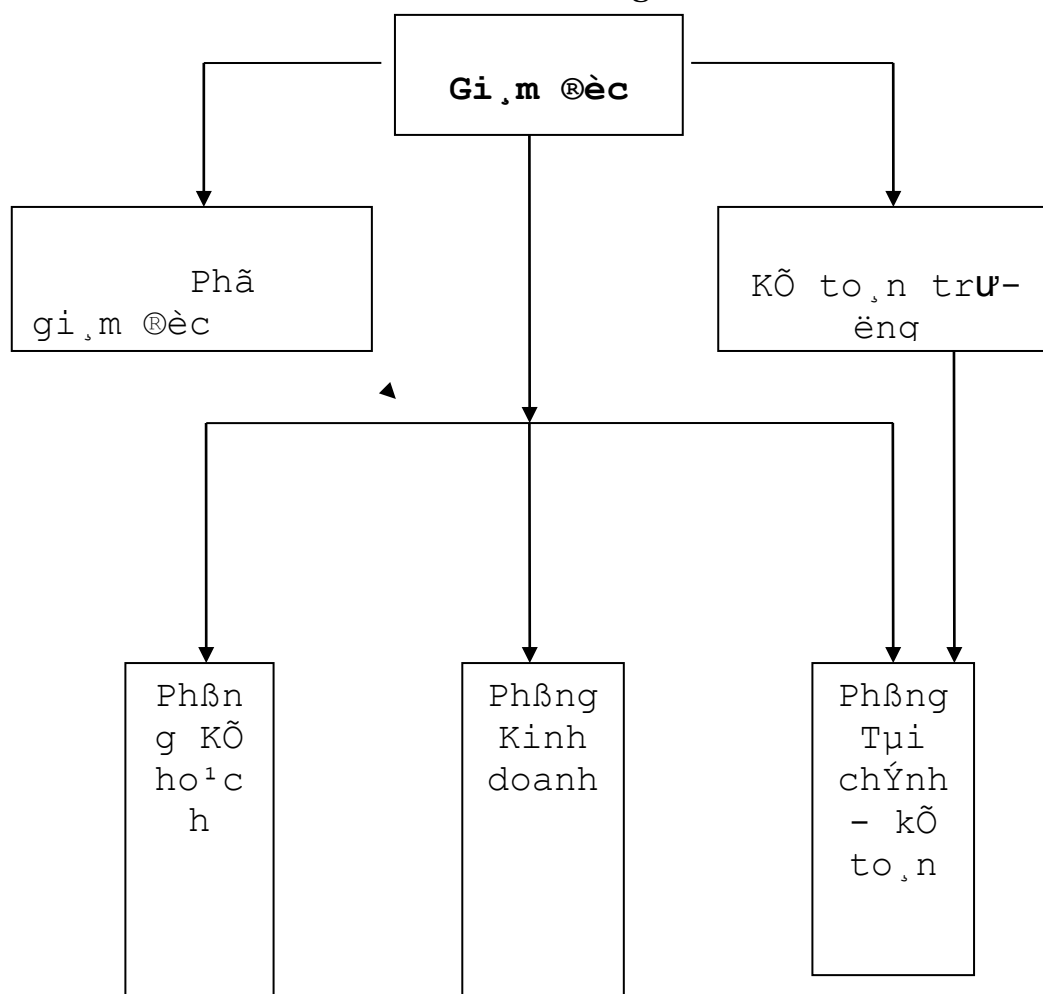 Gi¸m ®èc
Phã
gi¸m ®èc
KÕ to¸n trư-
ëng
Phßn
g KÕ
ho¹c
h
Phßng
Kinh
doanh
Phßng
Tµi
chÝnh
- kÕ
to¸n